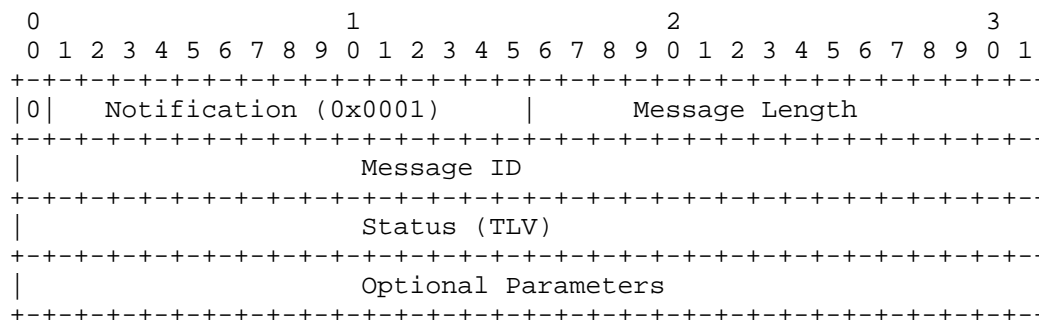 0                   1                   2                   3
 0 1 2 3 4 5 6 7 8 9 0 1 2 3 4 5 6 7 8 9 0 1 2 3 4 5 6 7 8 9 0 1
+-+-+-+-+-+-+-+-+-+-+-+-+-+-+-+-+-+-+-+-+-+-+-+-+-+-+-+-+-+-+-+-
|0|   Notification (0x0001)     |      Message Length
+-+-+-+-+-+-+-+-+-+-+-+-+-+-+-+-+-+-+-+-+-+-+-+-+-+-+-+-+-+-+-+-
|                     Message ID
+-+-+-+-+-+-+-+-+-+-+-+-+-+-+-+-+-+-+-+-+-+-+-+-+-+-+-+-+-+-+-+-
|                     Status (TLV)
+-+-+-+-+-+-+-+-+-+-+-+-+-+-+-+-+-+-+-+-+-+-+-+-+-+-+-+-+-+-+-+-
|                     Optional Parameters
+-+-+-+-+-+-+-+-+-+-+-+-+-+-+-+-+-+-+-+-+-+-+-+-+-+-+-+-+-+-+-+-